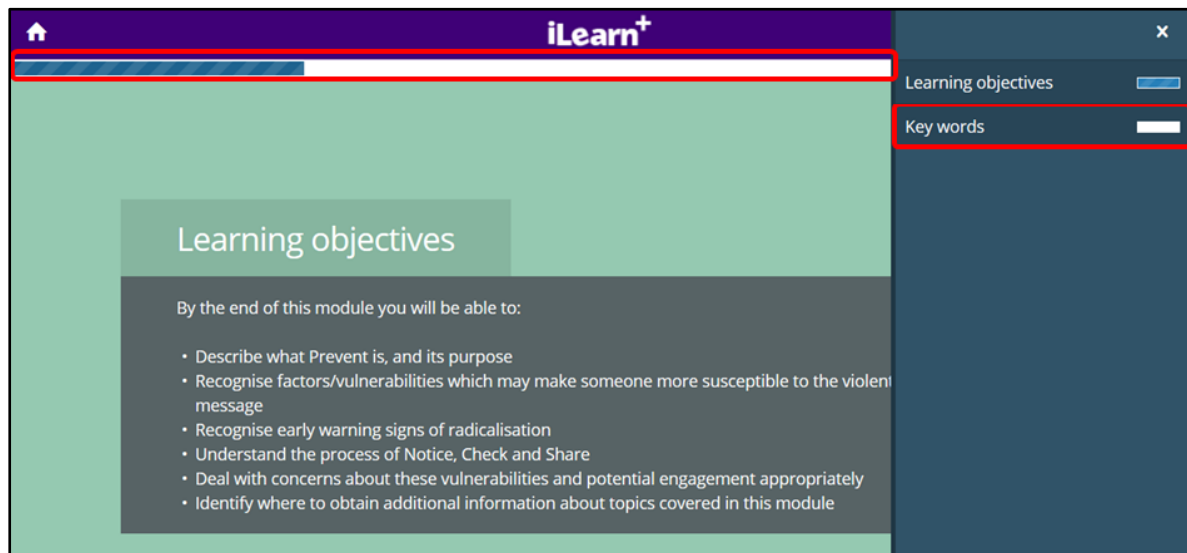 iLearn+
Learning objectives
Key words
Learning objectives
By the end of this module you will be able to:
• Describe what Prevent is, and its purpose
• Recognise factors/vulnerabilities which may make someone more susceptible to the violent
message
• Recognise early warning signs of radicalisation
• Understand the process of Notice, Check and Share
• Deal with concerns about these vulnerabilities and potential engagement appropriately
• Identify where to obtain additional information about topics covered in this module